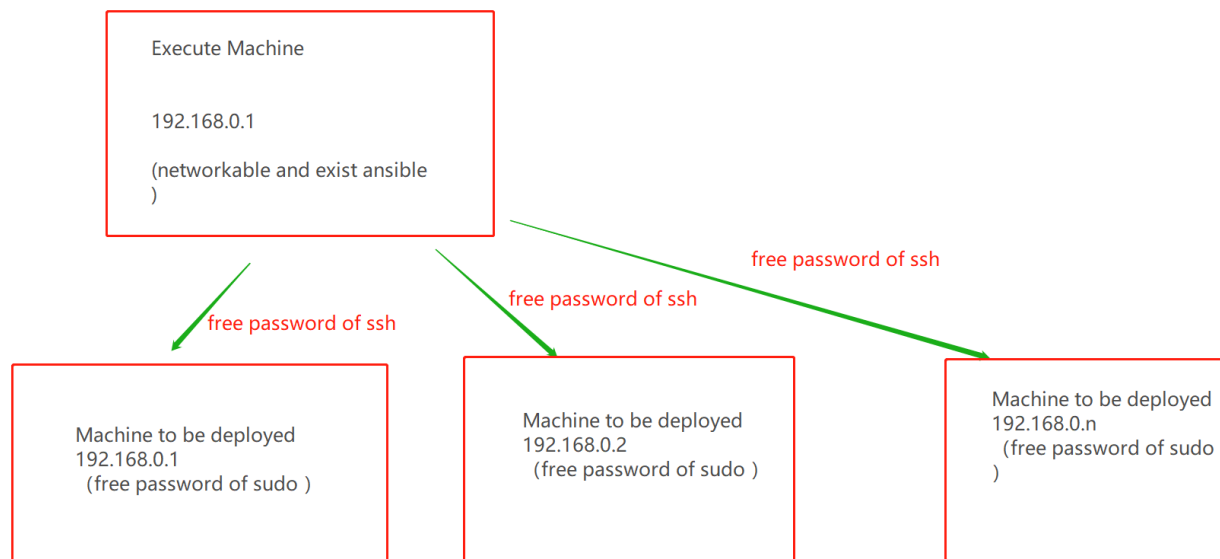 Execute Machine
192.168.0.1
(networkable and exist ansible
)
free password of ssh
free password of ssh
free password of ssh
Machine to be deployed
192.168.0.1
（free password of sudo ）
Machine to be deployed
192.168.0.2
（free password of sudo ）
Machine to be deployed
192.168.0.n
（free password of sudo
）